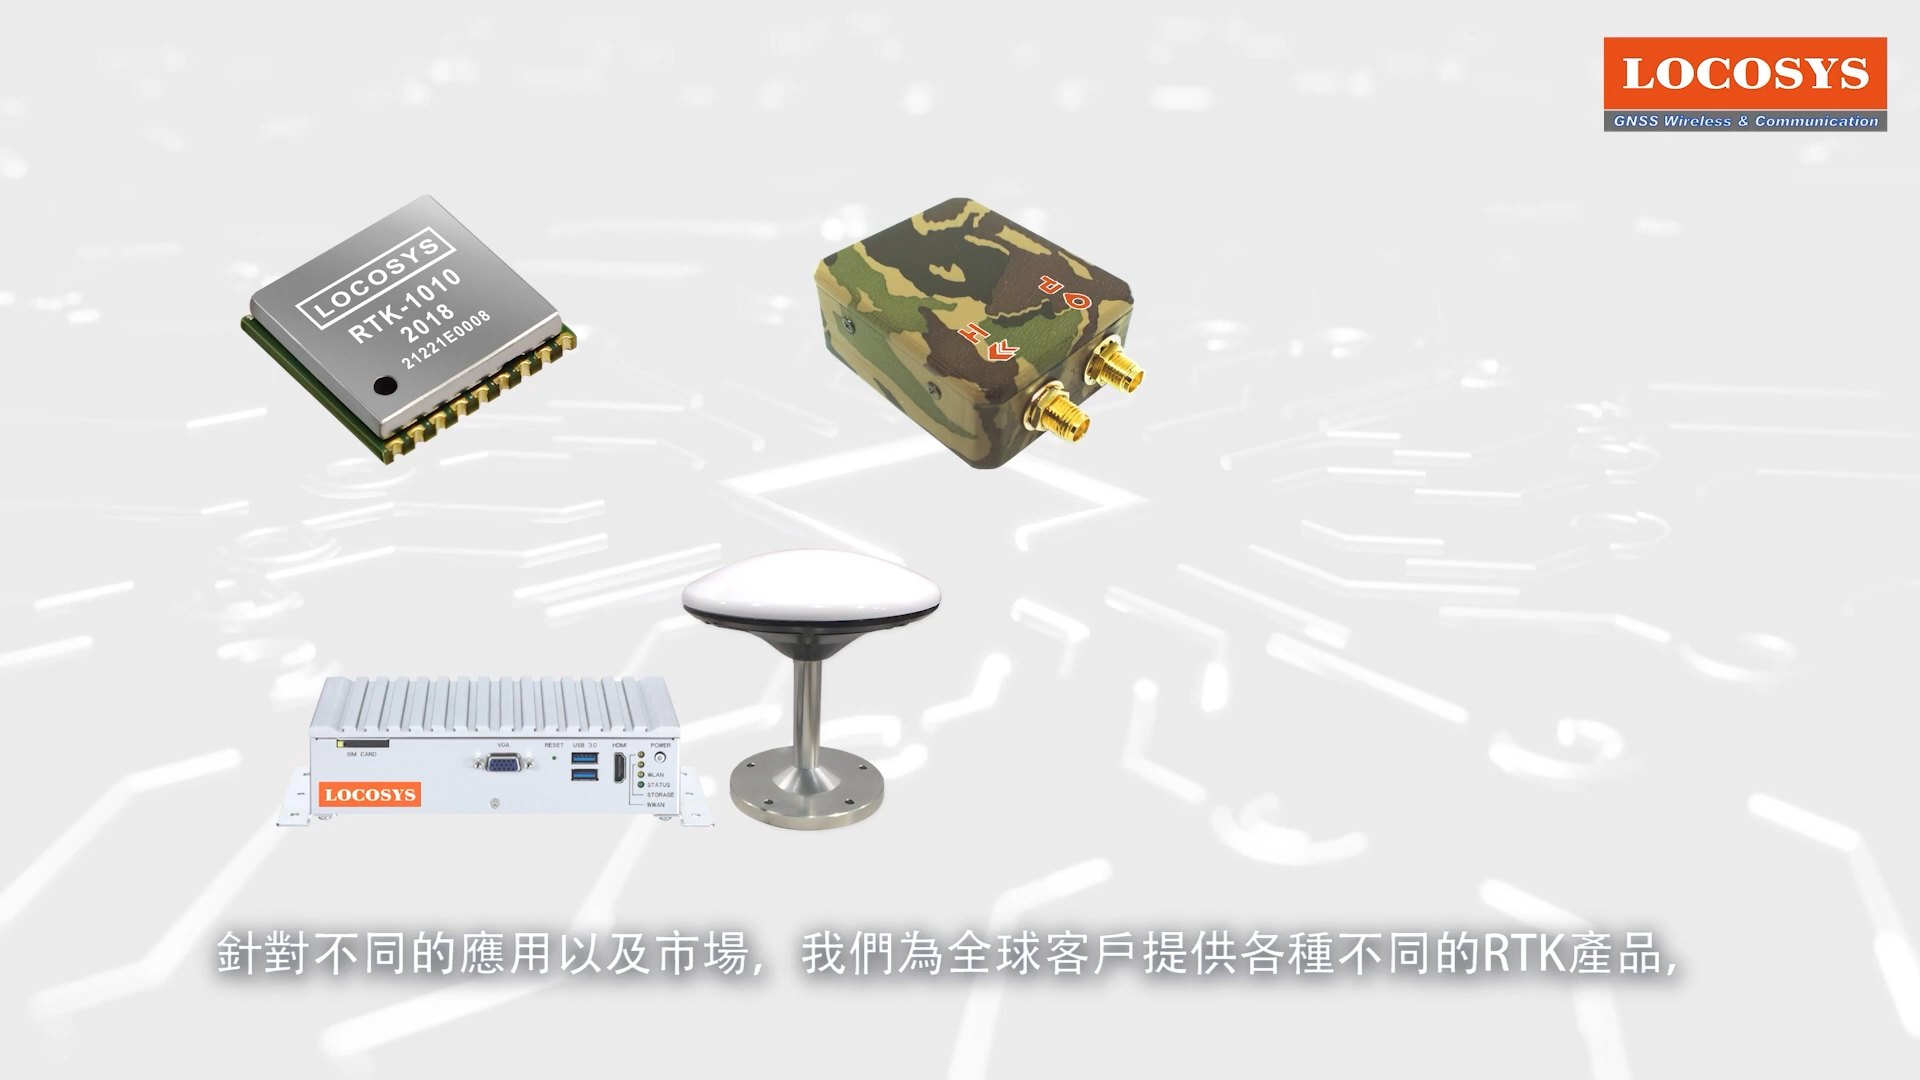 LOCOSYS
GNSS Wireless & Communication
LOCOSYS
RTK-1010
2018
21221E0008
P
H
SIM CARD
VGA
RESET
USB 3.0
HDMI
POWER
WLAN
STATUS
STORAGE
WWAN
LOCOSYS
針對不同的應用以及市場, 我們為全球客戶提供各種不同的RTK產品,